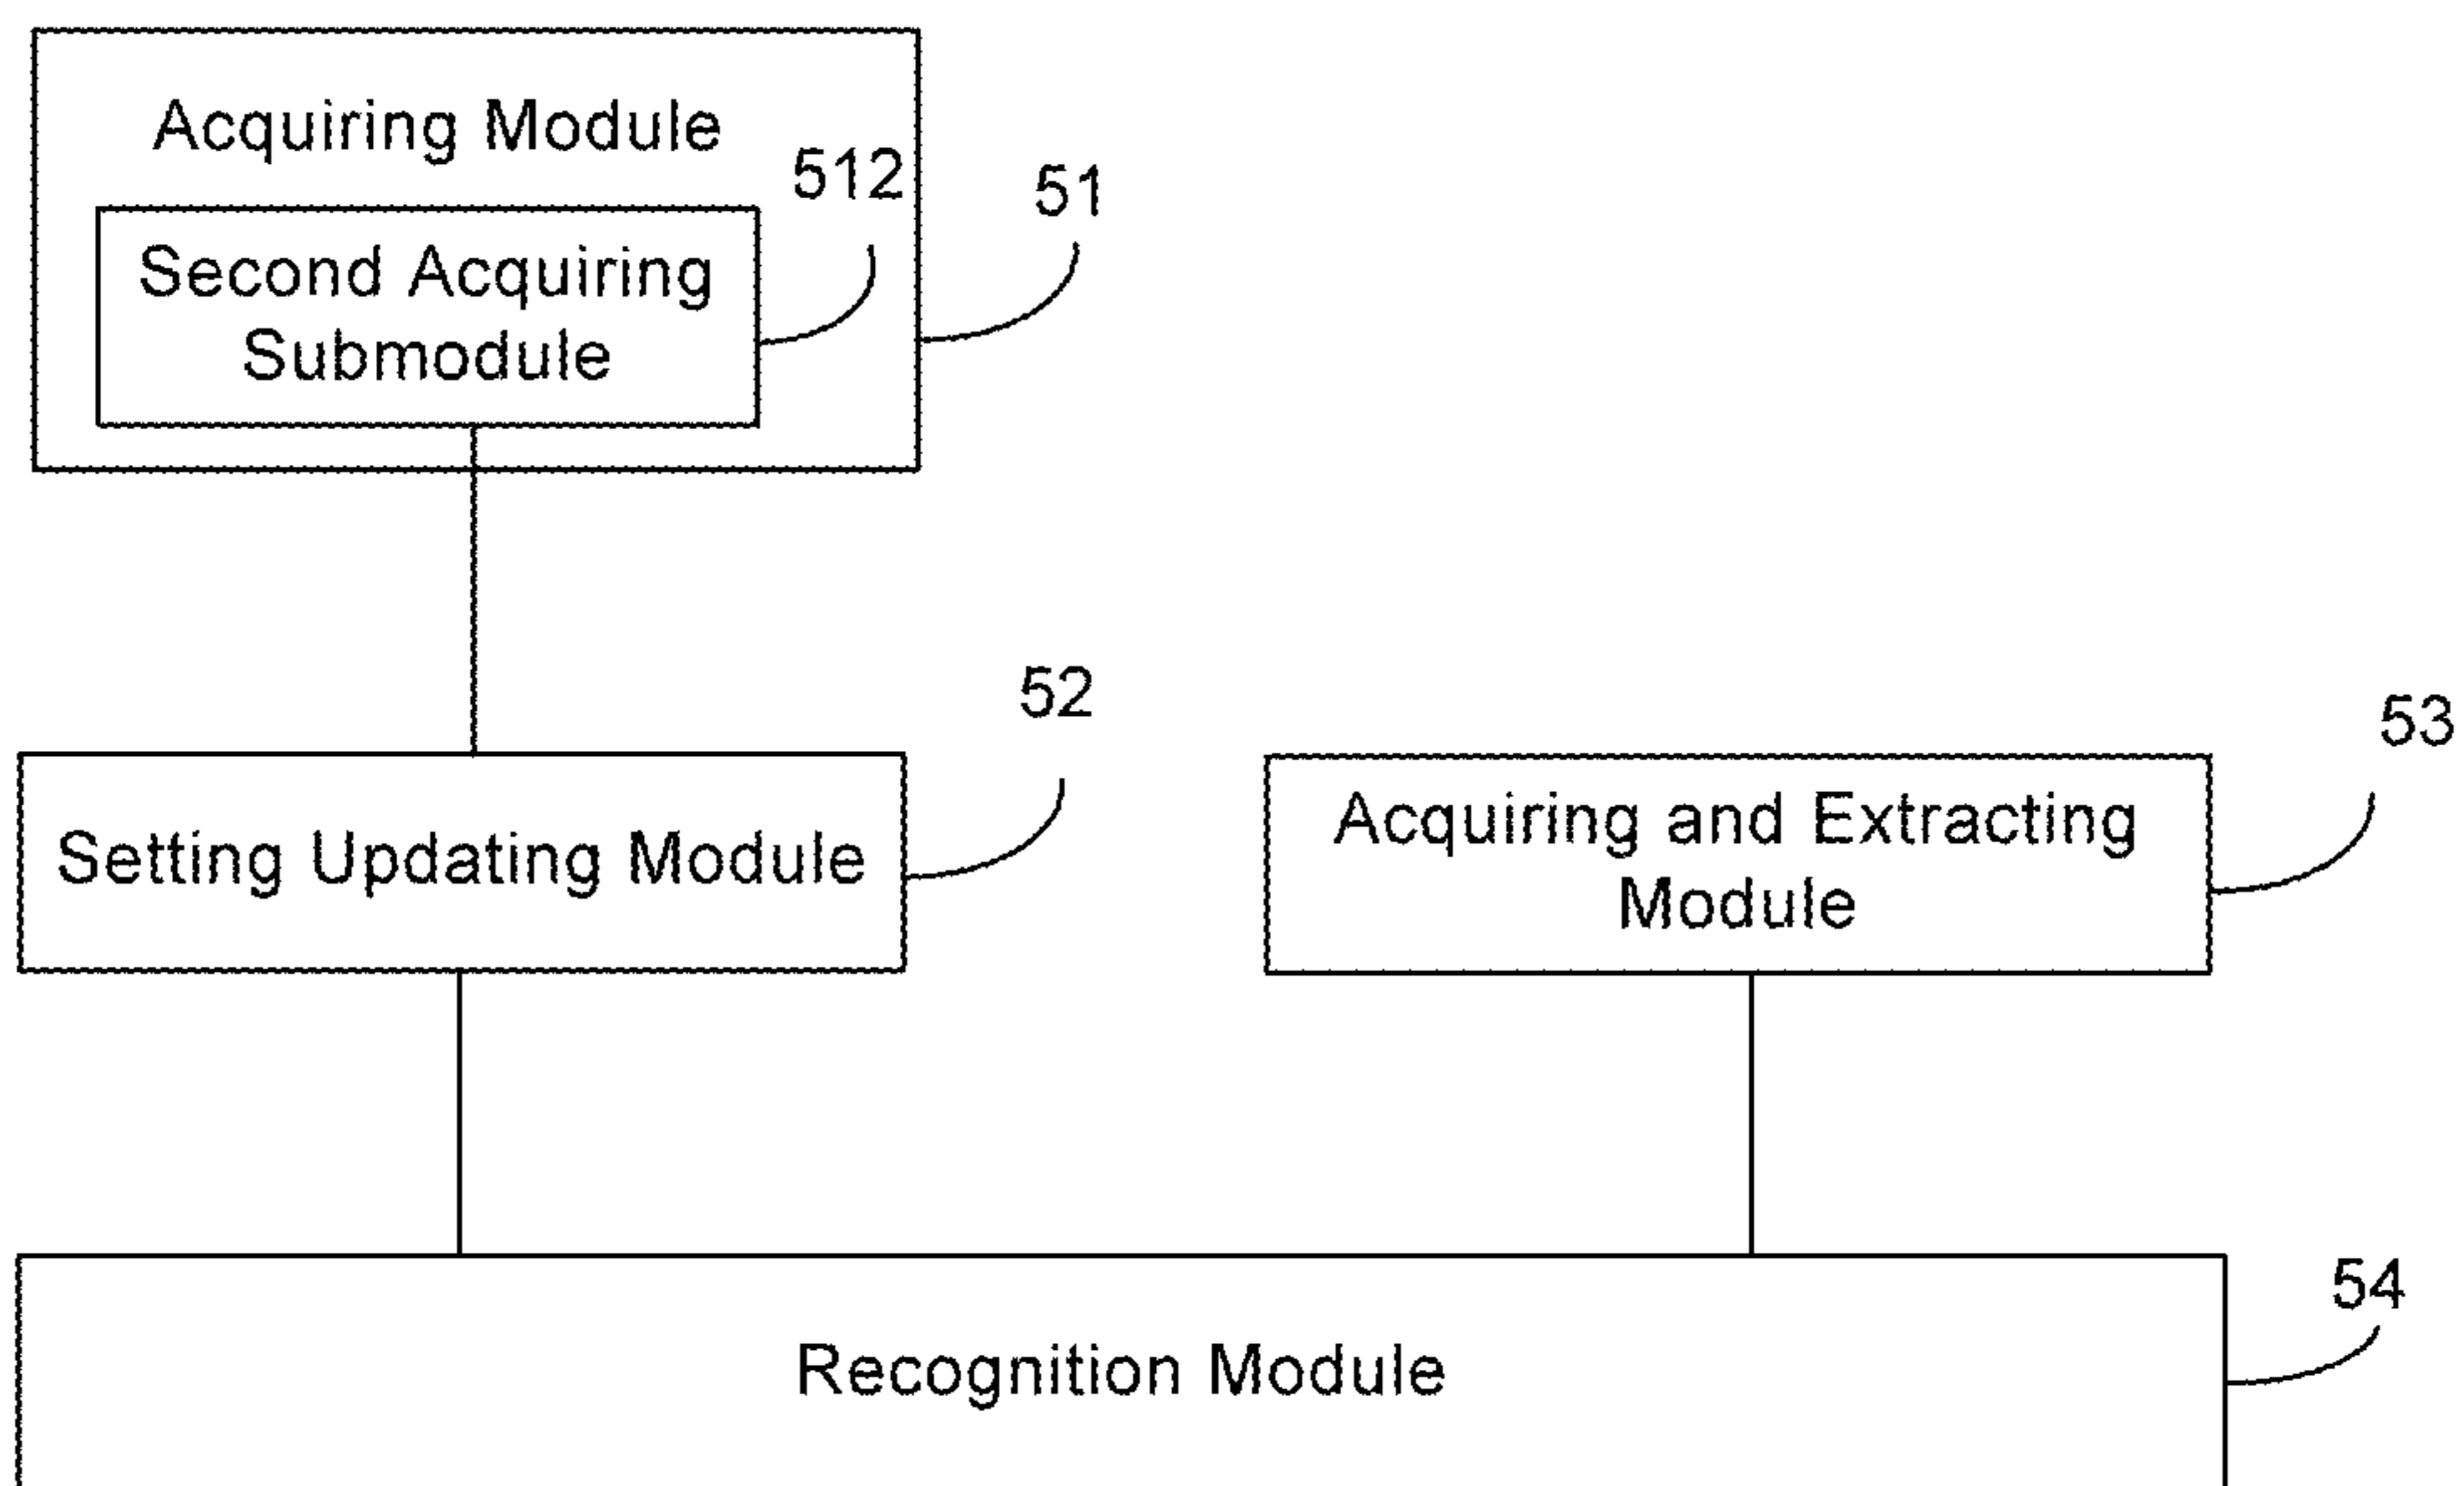 Acquiring Module
512
51
Second Acquiring
Submodule
52
53
Setting Updating Module
Acquiring and Extracting
Module
54
Recognition Module